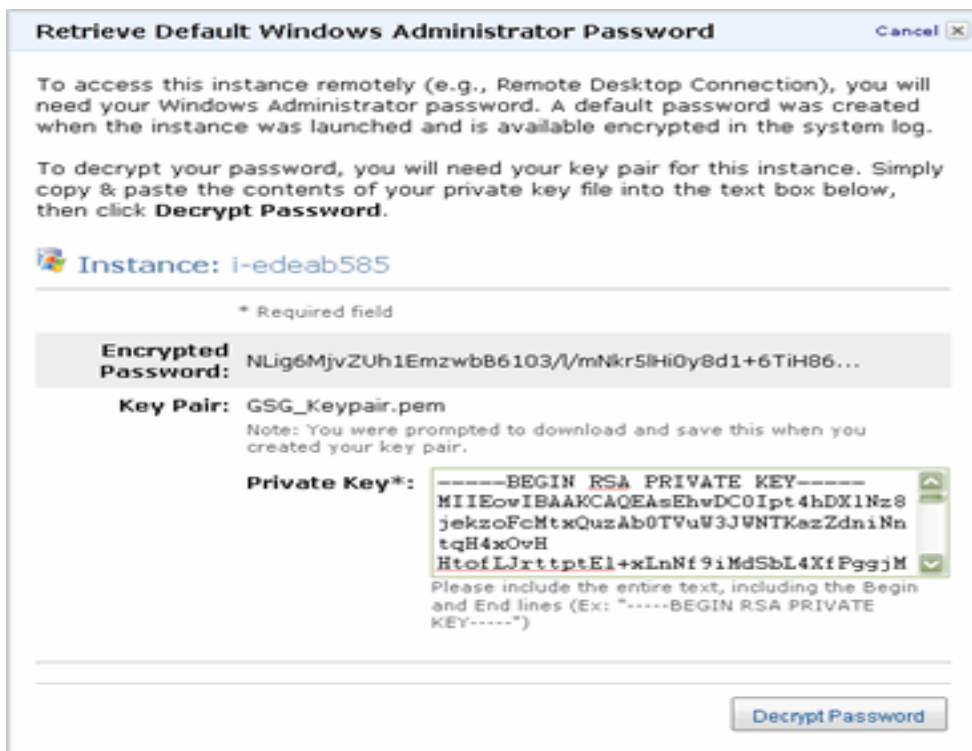 Retrieve Default Windows Administrator Password
Cancel
To access this instance remotely (e.g., Remote Desktop Connection), you will
need your Windows Administrator password. A default password was created
when the instance was launched and is available encrypted in the system log.
To decrypt your password, you will need your key pair for this instance. Simply
copy & paste the contents of your private key file into the text box below,
then click Decrypt Password.
Instance: i-edeab585
* Required field
Encrypted
Password: NLig6MjvZUh1EmzwbB6103/l/mNkr5lHi0y8d1+6TiH86...
Key Pair: GSG_Keypair.pem
Note: You were prompted to download and save this when you
created your key pair.
Private Key*:
-----BEGIN RSA PRIVATE KEY-----
MIIEowIBAAKCAQEAsEhwDC0Ipt4hDX1Nz8
jekzoFcMtxQuzAb0TVuW3JWNTKazZdniNn
tqH4xOvH
HtofLJrttptEl+xLnNf9iMdSbL4XfPggjM
Please include the entire text, including the Begin
and End lines (Ex: "-----BEGIN RSA PRIVATE
KEY-----")
Decrypt Password